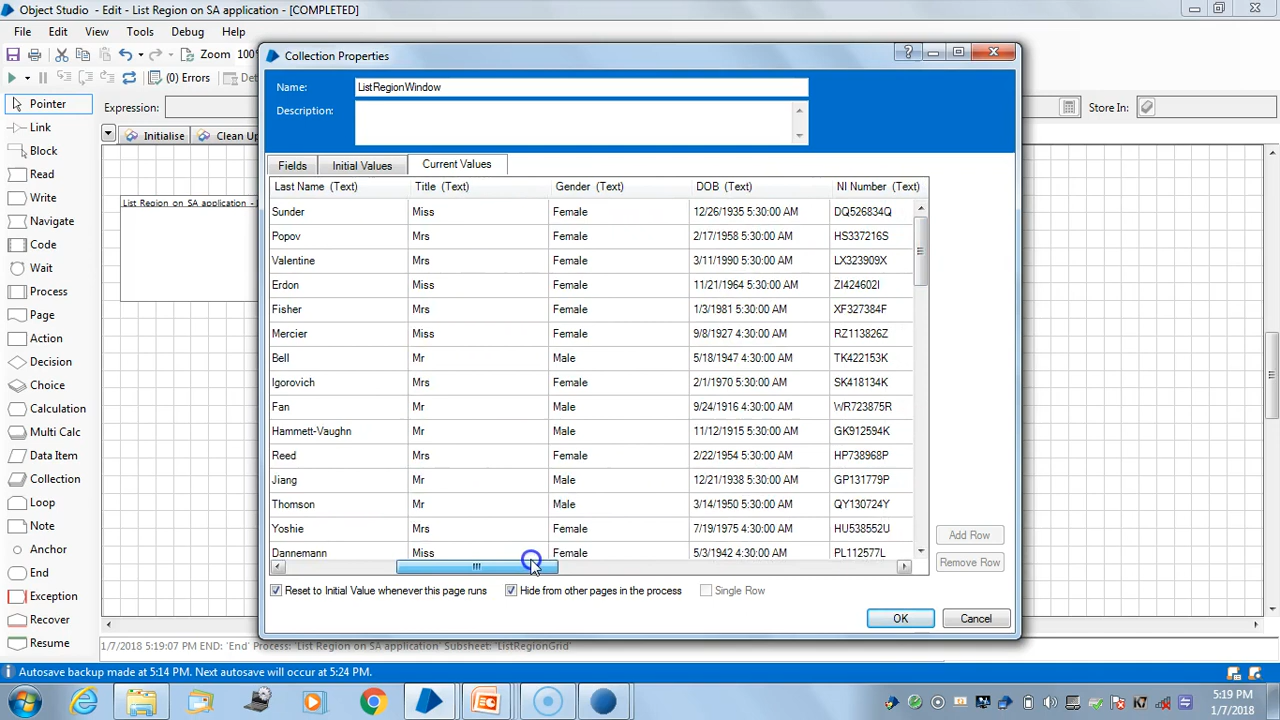 Object Studio - Edit - List Region on SA application - [COMPLETED]
File Edit View Tools Debug Help
Zoom 100%
Collection Properties
(0) Errors
Pointer
Expression:
Store In:
Name: ListRegionWindow
Description:
Link
Initialise Clean Up
Block
Fields Initial Values Current Values
Read
Last Name (Text) Title (Text) Gender (Text) DOB (Text) NI Number (Text)
Write
List Region on SA application -
Sunder Miss Female 12/26/1935 5:30:00 AM DQ526834Q
Navigate
Popov Mrs Female 2/17/1958 5:30:00 AM HS337216S
Code
Valentine Mrs Female 3/11/1990 5:30:00 AM LX323909X
Wait
Erdon Miss Female 11/21/1964 5:30:00 AM ZI424602I
Process
Fisher Mrs Female 1/3/1981 5:30:00 AM XF327384F
Page
Mercier Miss Female 9/8/1927 4:30:00 AM RZ113826Z
Action
Bell Mr Male 5/18/1947 4:30:00 AM TK422153K
Decision
Igorovich Mrs Female 2/1/1970 5:30:00 AM SK418134K
Choice
Fan Mr Male 9/24/1916 4:30:00 AM WR723875R
Calculation
Hammett-Vaughn Mr Male 11/12/1915 5:30:00 AM GK912594K
Multi Calc
Reed Mrs Female 2/22/1954 5:30:00 AM HP738968P
Data Item
Jiang Mr Male 12/21/1938 5:30:00 AM GP131779P
Collection
Thomson Mr Male 3/14/1950 5:30:00 AM QY130724Y
Loop
Yoshie Mrs Female 7/19/1975 4:30:00 AM HU538552U
Note
Dannemann Miss Female 5/3/1942 4:30:00 AM PL112577L
Anchor
Add Row
Remove Row
End
Reset to Initial Value whenever this page runs Hide from other pages in the process Single Row
Exception
OK Cancel
Recover
Resume
1/7/2018 5:19:07 PM END: 'End' Process: 'List Region on SA application' Subsheet: 'ListRegionGrid'
Autosave backup made at 5:14 PM. Next autosave will occur at 5:24 PM.
5:19 PM
1/7/2018